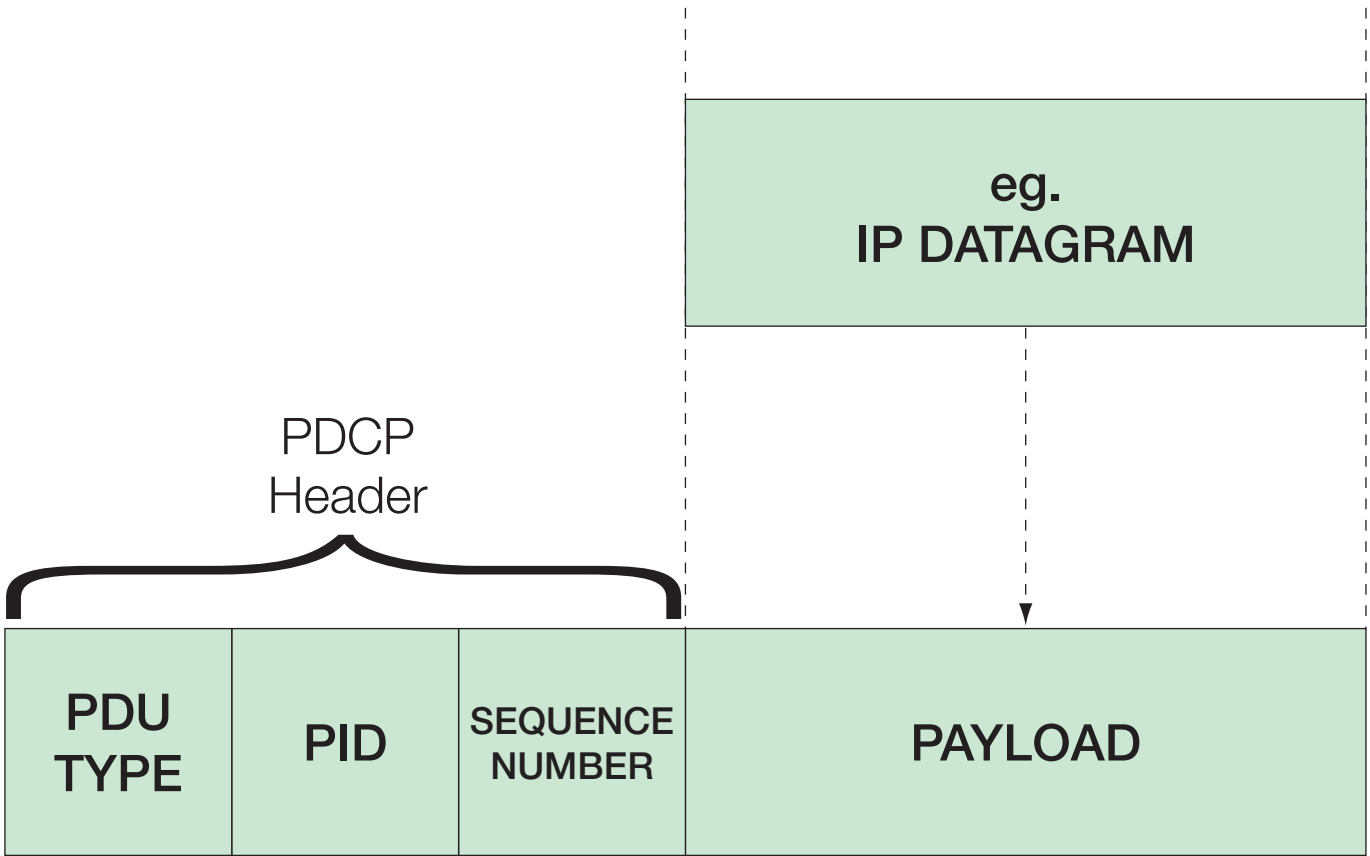 eg.
IP DATAGRAM
PDCP
Header
PDU
TYPE
PID
SEQUENCE
NUMBER
PAYLOAD